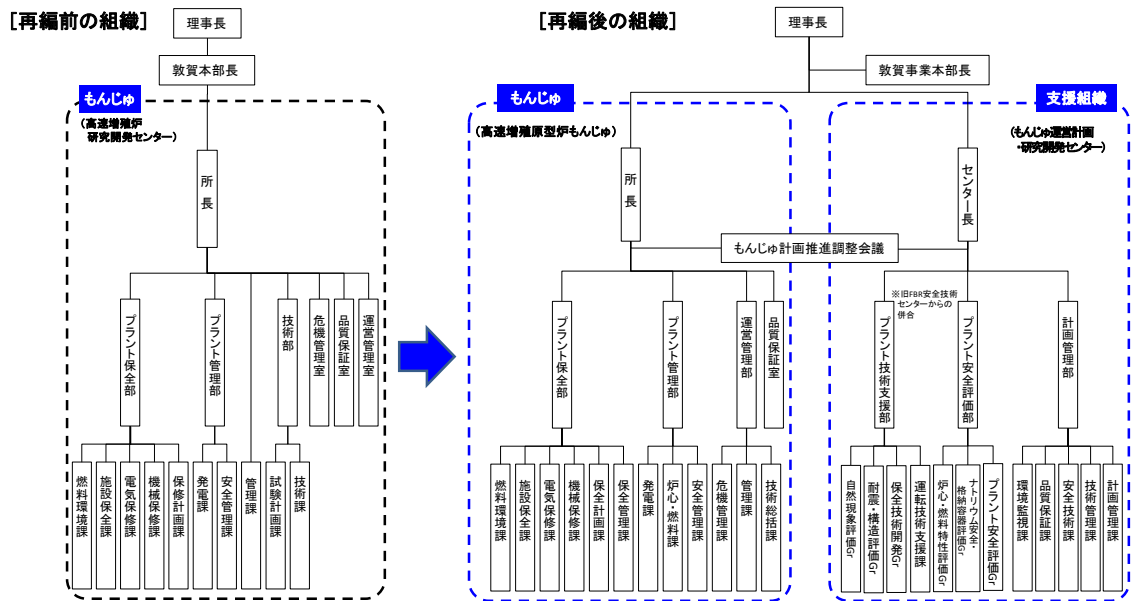 [再編前の組織]
理事長
敦賀本部長
もんじゅ
(高速増殖炉
研究開発センター)
所長
プラント保全部
プラント管理部
技術部
危機管理室
品質保証室
運営管理室
燃料環境課
施設保全課
電気保修課
機械保修課
保修計画課
発電課
安全管理課
管理課
試験計画課
技術課
[再編後の組織]
理事長
敦賀事業本部長
もんじゅ
(高速増殖原型炉もんじゅ)
所長
もんじゅ計画推進調整会議
プラント保全部
プラント管理部
運営管理部
品質保証室
燃料環境課
施設保全課
電気保修課
機械保修課
保全計画課
保全管理課
発電課
炉心・燃料課
安全管理課
危機管理課
管理課
技術総括課
支援組織
(もんじゅ運営計画
・研究開発センター)
センター長
※旧FBR安全技術
センターからの
併合
プラント技術支援部
プラント安全評価部
計画管理部
自然現象評価Gr
耐震・構造評価Gr
保全技術開発Gr
運転技術支援課
炉心・燃料特性評価Gr
ナトリウム安全・
格納容器評価Gr
プラント安全評価Gr
環境監視課
品質保証課
安全技術課
技術管理課
計画管理課